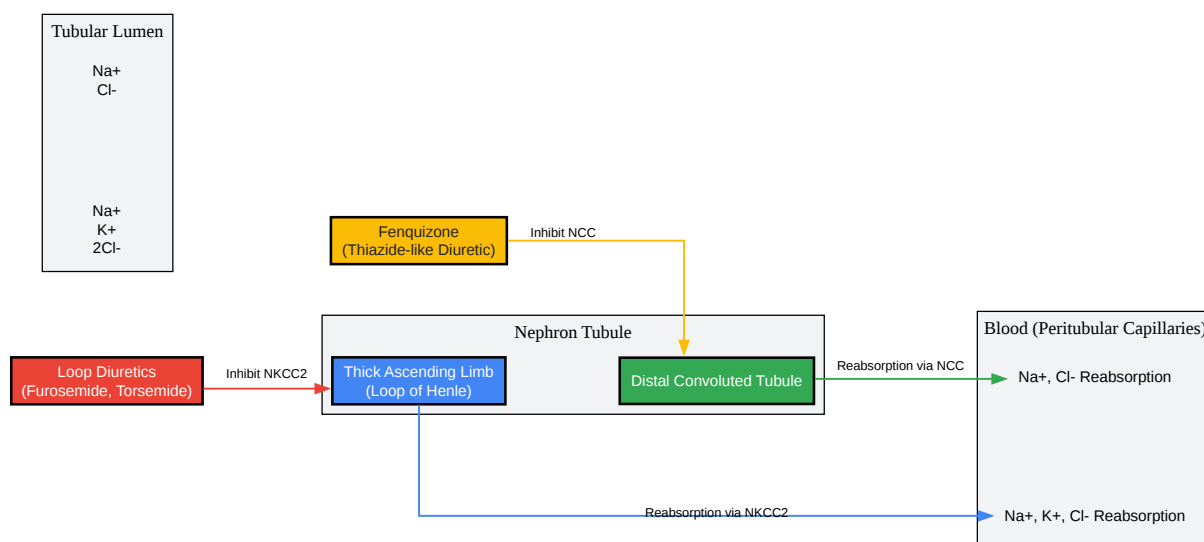 Tubular Lumen
Na+
Cl-
Na+
K+
2Cl-
Fenquizone
(Thiazide-like Diuretic)
Inhibit NCC
Nephron Tubule
Blood (Peritubular Capillaries)
Loop Diuretics
(Furosemide, Torsemide)
Inhibit NKCC2
Thick Ascending Limb
(Loop of Henle)
Distal Convoluted Tubule
Reabsorption via NCC
Na+, Cl- Reabsorption
Reabsorption via NKCC2
Na+, K+, Cl- Reabsorption